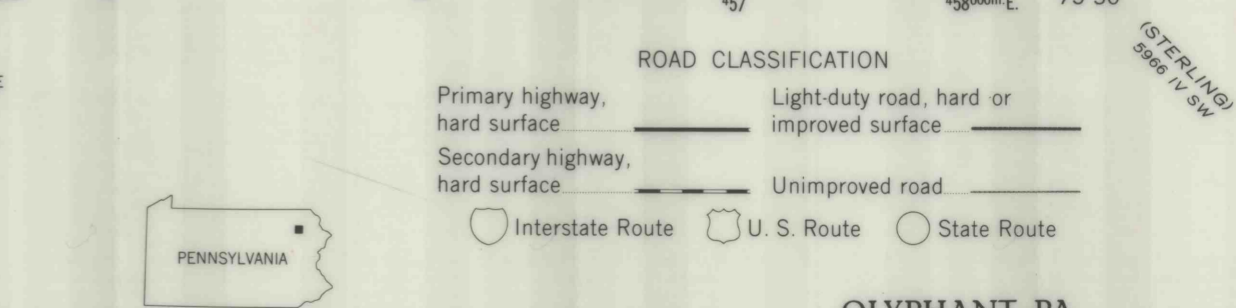 457
458000m.E.
(STERLING)
5966 IV SW
ROAD CLASSIFICATION
Primary highway,
hard surface
Light-duty road, hard or
improved surface
Secondary highway,
hard surface
Unimproved road
Interstate Route
U. S. Route
State Route
PENNSYLVANIA
OLYPHANT, PA.